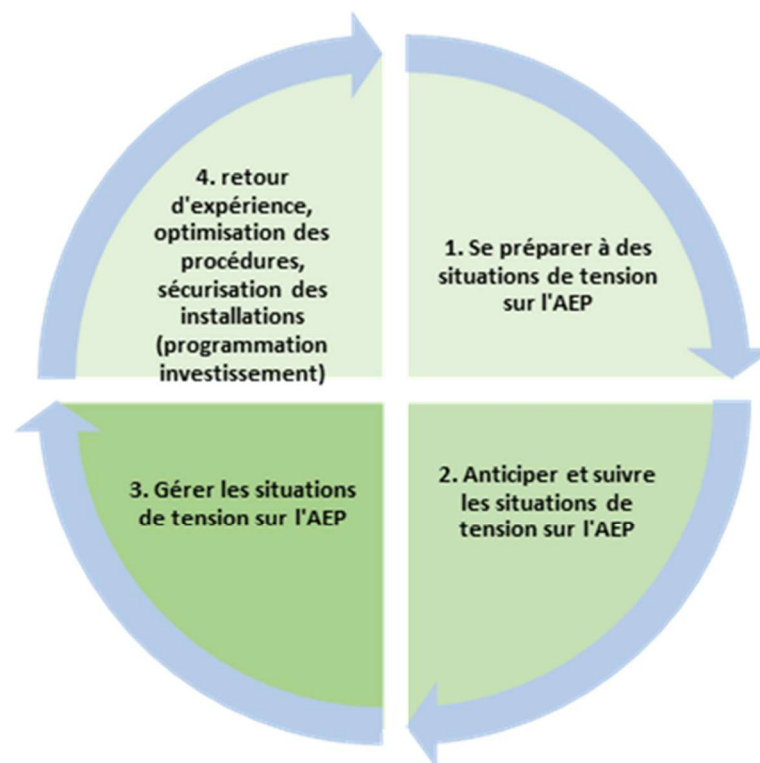 4. retour
d'expérience,
optimisation des
procédures,
sécurisation des
installations
(programmation
investissement)
1. Se préparer à des
situations de tension
sur l'AEP
2. Anticiper et suivre
les situations de
tension sur l'AEP
3. Gérer les situations
de tension sur l'AEP